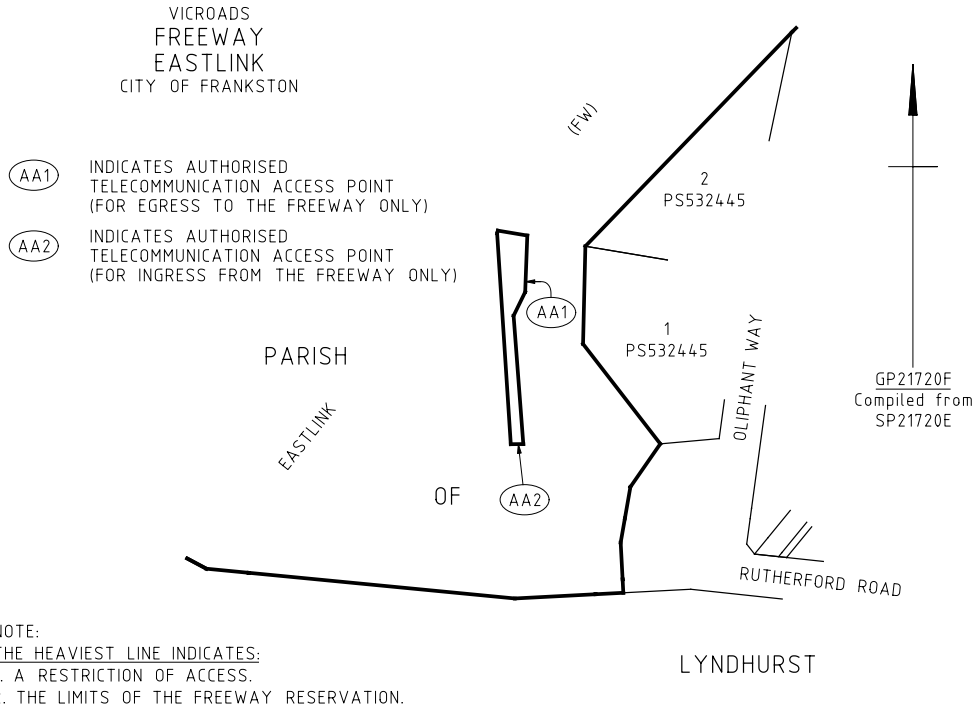 VICROADS
FREEWAY
EASTLINK
CITY OF FRANKSTON
(FW)
AA1
INDICATES AUTHORISED
TELECOMMUNICATION ACCESS POINT
(FOR EGRESS TO THE FREEWAY ONLY)
AA2
INDICATES AUTHORISED
TELECOMMUNICATION ACCESS POINT
(FOR INGRESS FROM THE FREEWAY ONLY)
2
PS532445
AA1
1
PS532445
PARISH
OLIPHANT WAY
GP21720F
Compiled from
SP21720E
EASTLINK
OF
AA2
RUTHERFORD ROAD
LYNDHURST
NOTE:
THE HEAVIEST LINE INDICATES:
. A RESTRICTION OF ACCESS.
. THE LIMITS OF THE FREEWAY RESERVATION.